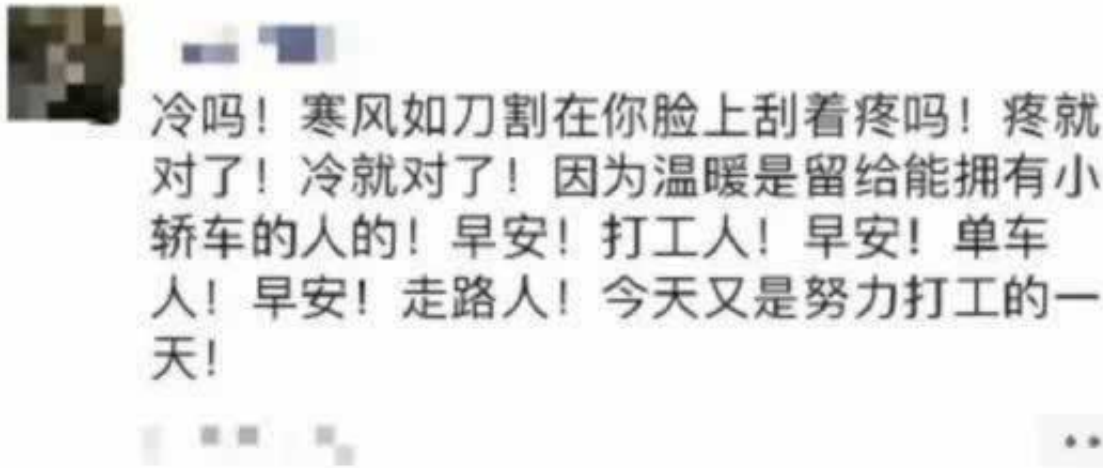 冷吗！寒风如刀割在你脸上刮着疼吗！疼就
对了！冷就对了！因为温暖是留给能拥有小
轿车的人的！早安！打工人！早安！单车
人！早安！走路人！今天又是努力打工的一
天！